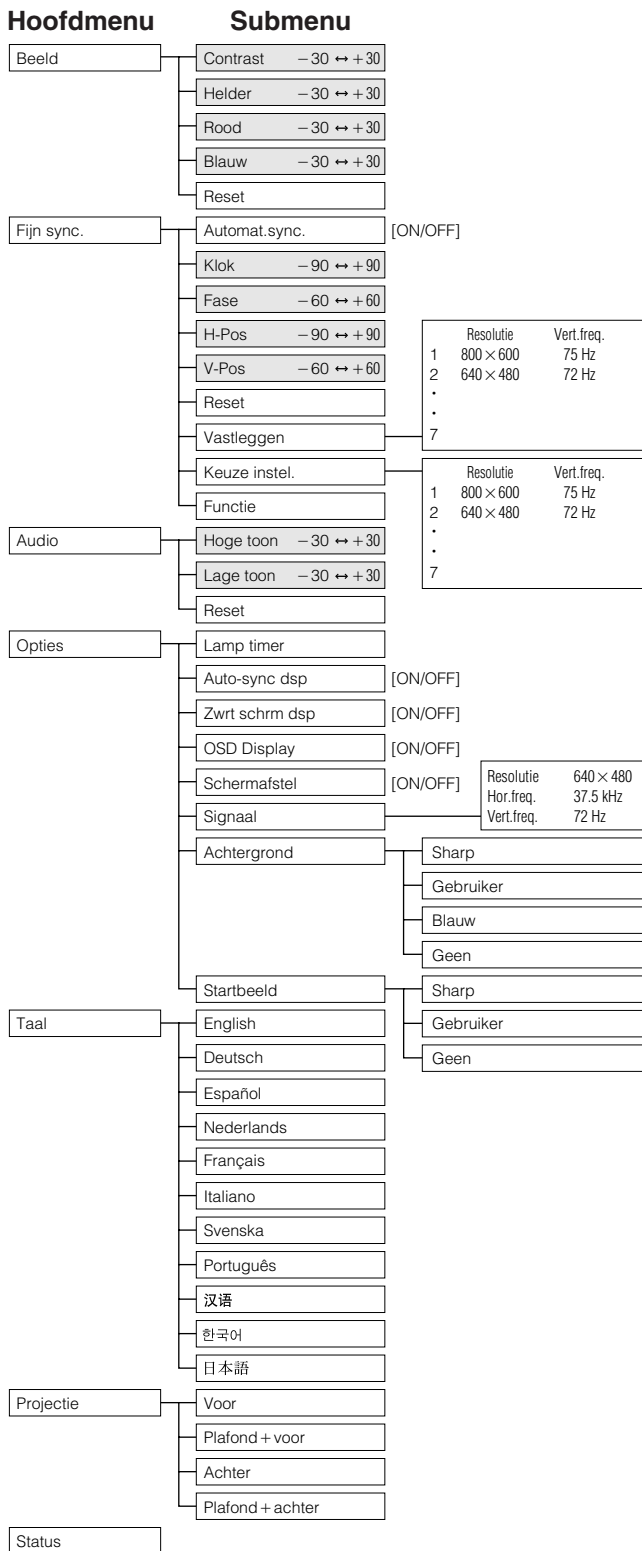 Hoofdmenu Submenu
Beeld
Contrast −30 ↔ +30
Helder −30 ↔ +30
Rood −30 ↔ +30
Blauw −30 ↔ +30
Reset
Fijn sync.
Automat.sync. [ON/OFF]
Klok −90 ↔ +90
Fase −60 ↔ +60
H-Pos −90 ↔ +90
V-Pos −60 ↔ +60
Reset
Vastleggen
Resolutie Vert.freq.
1 800 × 600 75 Hz
2 640 × 480 72 Hz
·
·
7
Keuze instel.
Resolutie Vert.freq.
1 800 × 600 75 Hz
2 640 × 480 72 Hz
·
·
7
Functie
Audio
Hoge toon −30 ↔ +30
Lage toon −30 ↔ +30
Reset
Opties
Lamp timer
Auto-sync dsp [ON/OFF]
Zwrt schrm dsp [ON/OFF]
OSD Display [ON/OFF]
Schermafstel [ON/OFF]
Signaal
Resolutie 640 × 480
Hor.freq. 37.5 kHz
Vert.freq. 72 Hz
Achtergrond
Sharp
Gebruiker
Blauw
Geen
Startbeeld
Sharp
Gebruiker
Geen
Taal
English
Deutsch
Español
Nederlands
Français
Italiano
Svenska
Português
汉语
한국어
日本語
Projectie
Voor
Plafond + voor
Achter
Plafond + achter
Status